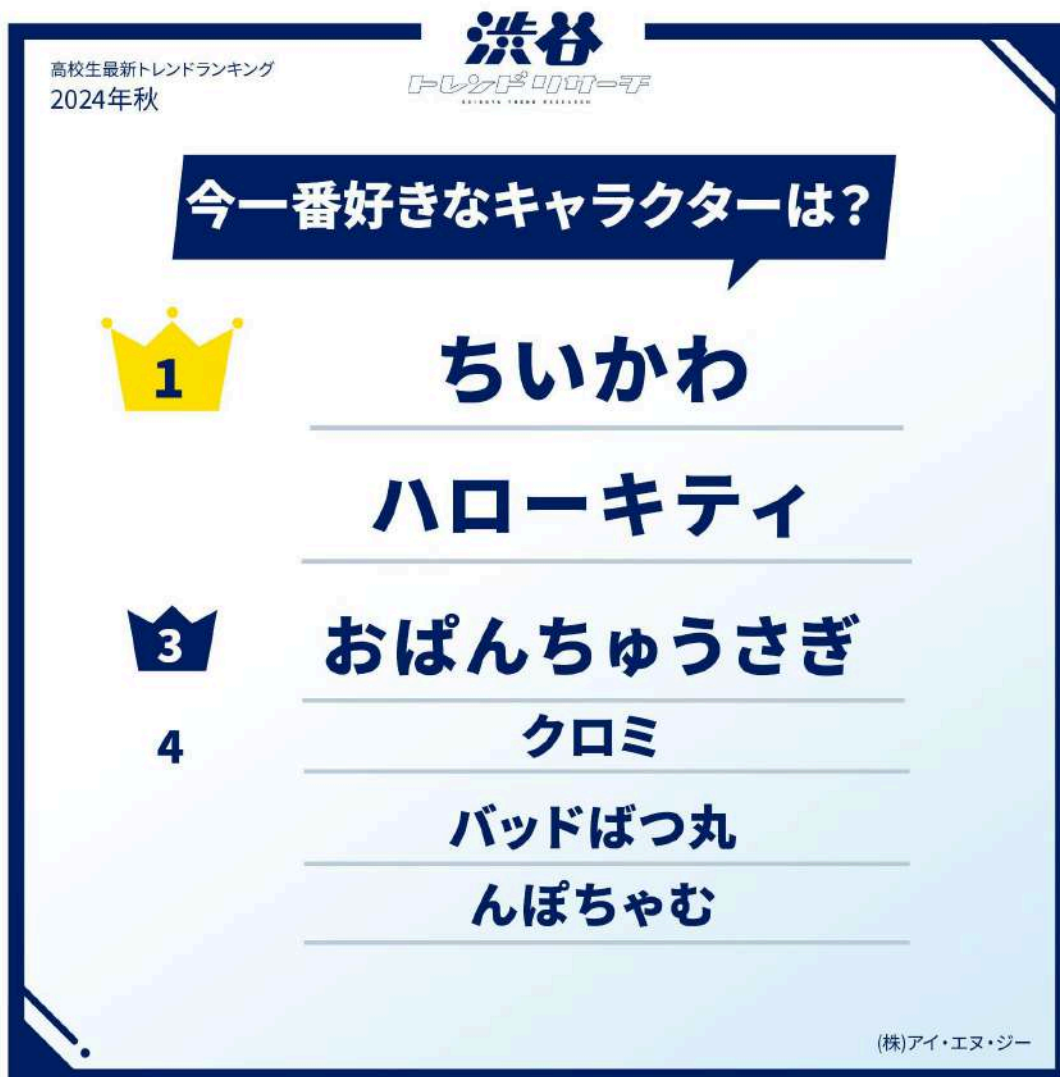 渋谷
トレンドリサーチ
SHIBUYA TREND RESEARCH
高校生最新トレンドランキング
2024年秋
今一番好きなキャラクターは？
1 ちいかわ
ハローキティ
3 おぱんちゅうさぎ
4 クロミ
バッドばつ丸
んぽちゃむ
(株)アイ・エヌ・ジー